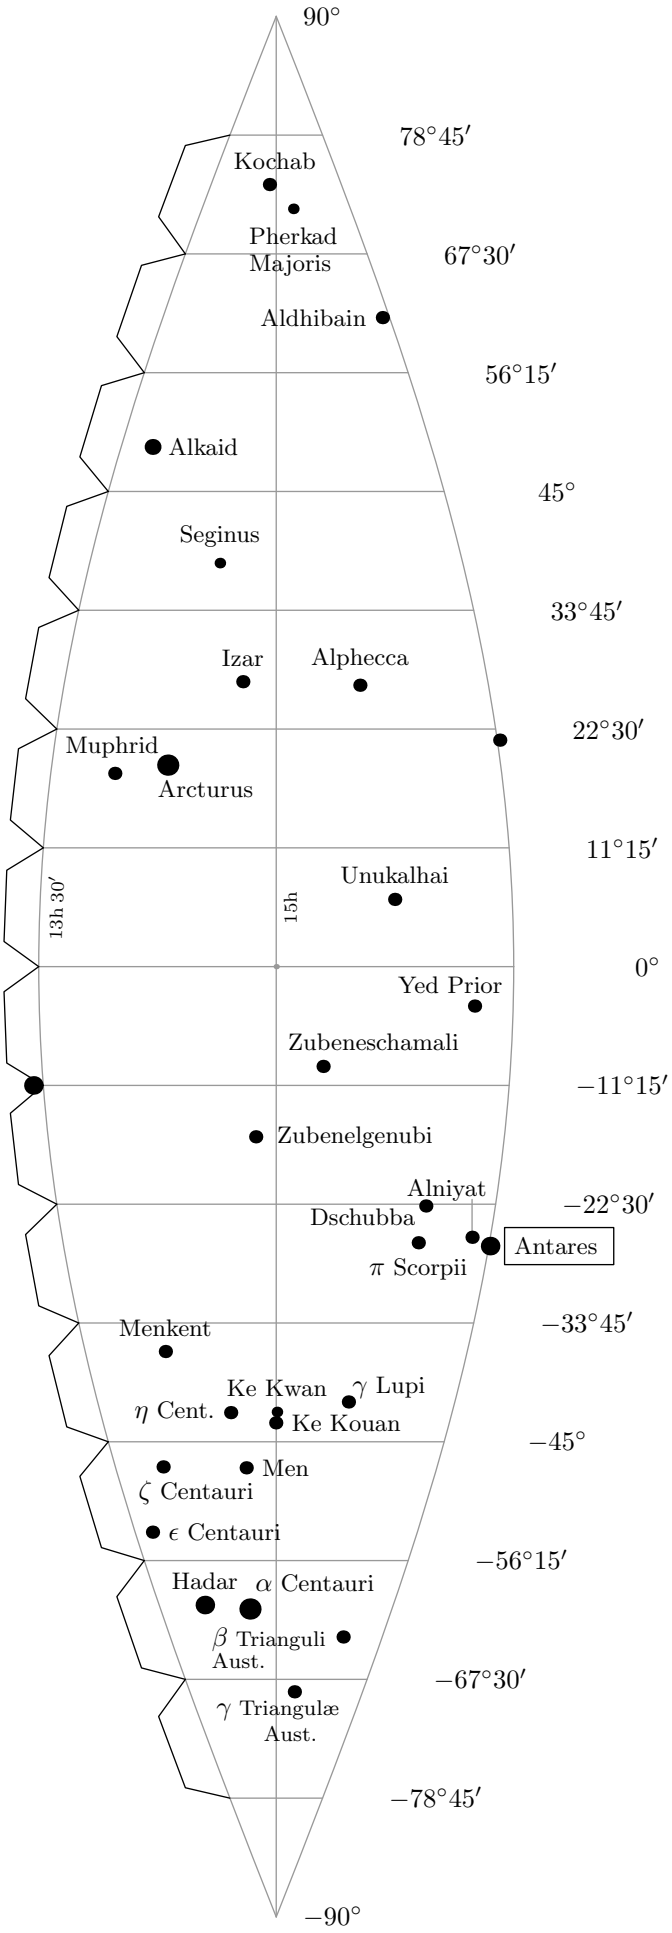 90°
78°45′
Kochab
Pherkad
Majoris
67°30′
Aldhibain
56°15′
Alkaid
45°
Seginus
33°45′
Izar
Alphecca
22°30′
Muphrid
Arcturus
11°15′
Unukalhai
13h 30′
15h
0°
Yed Prior
Zubeneschamali
−11°15′
Zubenelgenubi
Alniyat
−22°30′
Dschubba
Antares
π Scorpii
−33°45′
Menkent
Ke Kwan
γ Lupi
η Cent.
Ke Kouan
−45°
Men
ζ Centauri
ϵ Centauri
−56°15′
Hadar
α Centauri
β Trianguli
Aust.
−67°30′
γ Triangulæ
Aust.
−78°45′
−90°